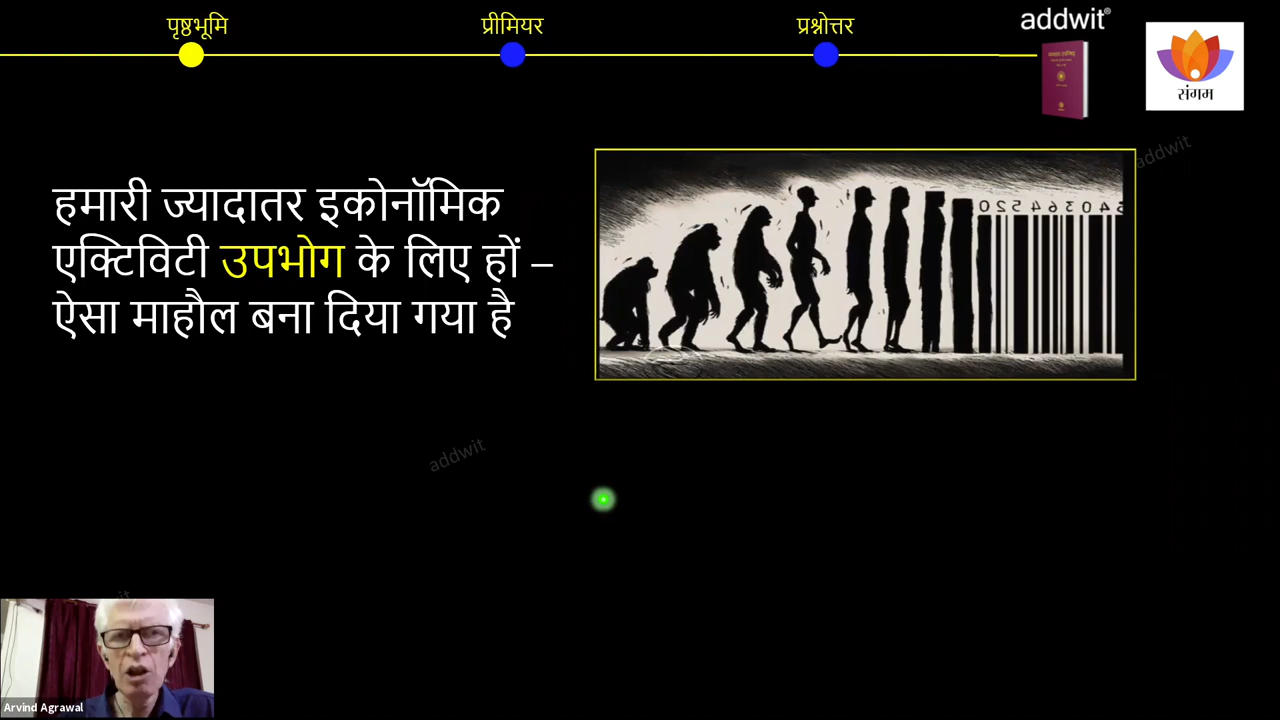 पृष्ठभूमि
प्रीमियर
प्रश्नोत्तर
addwit®
संगम
हमारी ज्यादातर इकोनॉमिक
एक्टिविटी उपभोग के लिए हों –
ऐसा माहौल बना दिया गया है
addwit
addwit
Arvind Agrawal